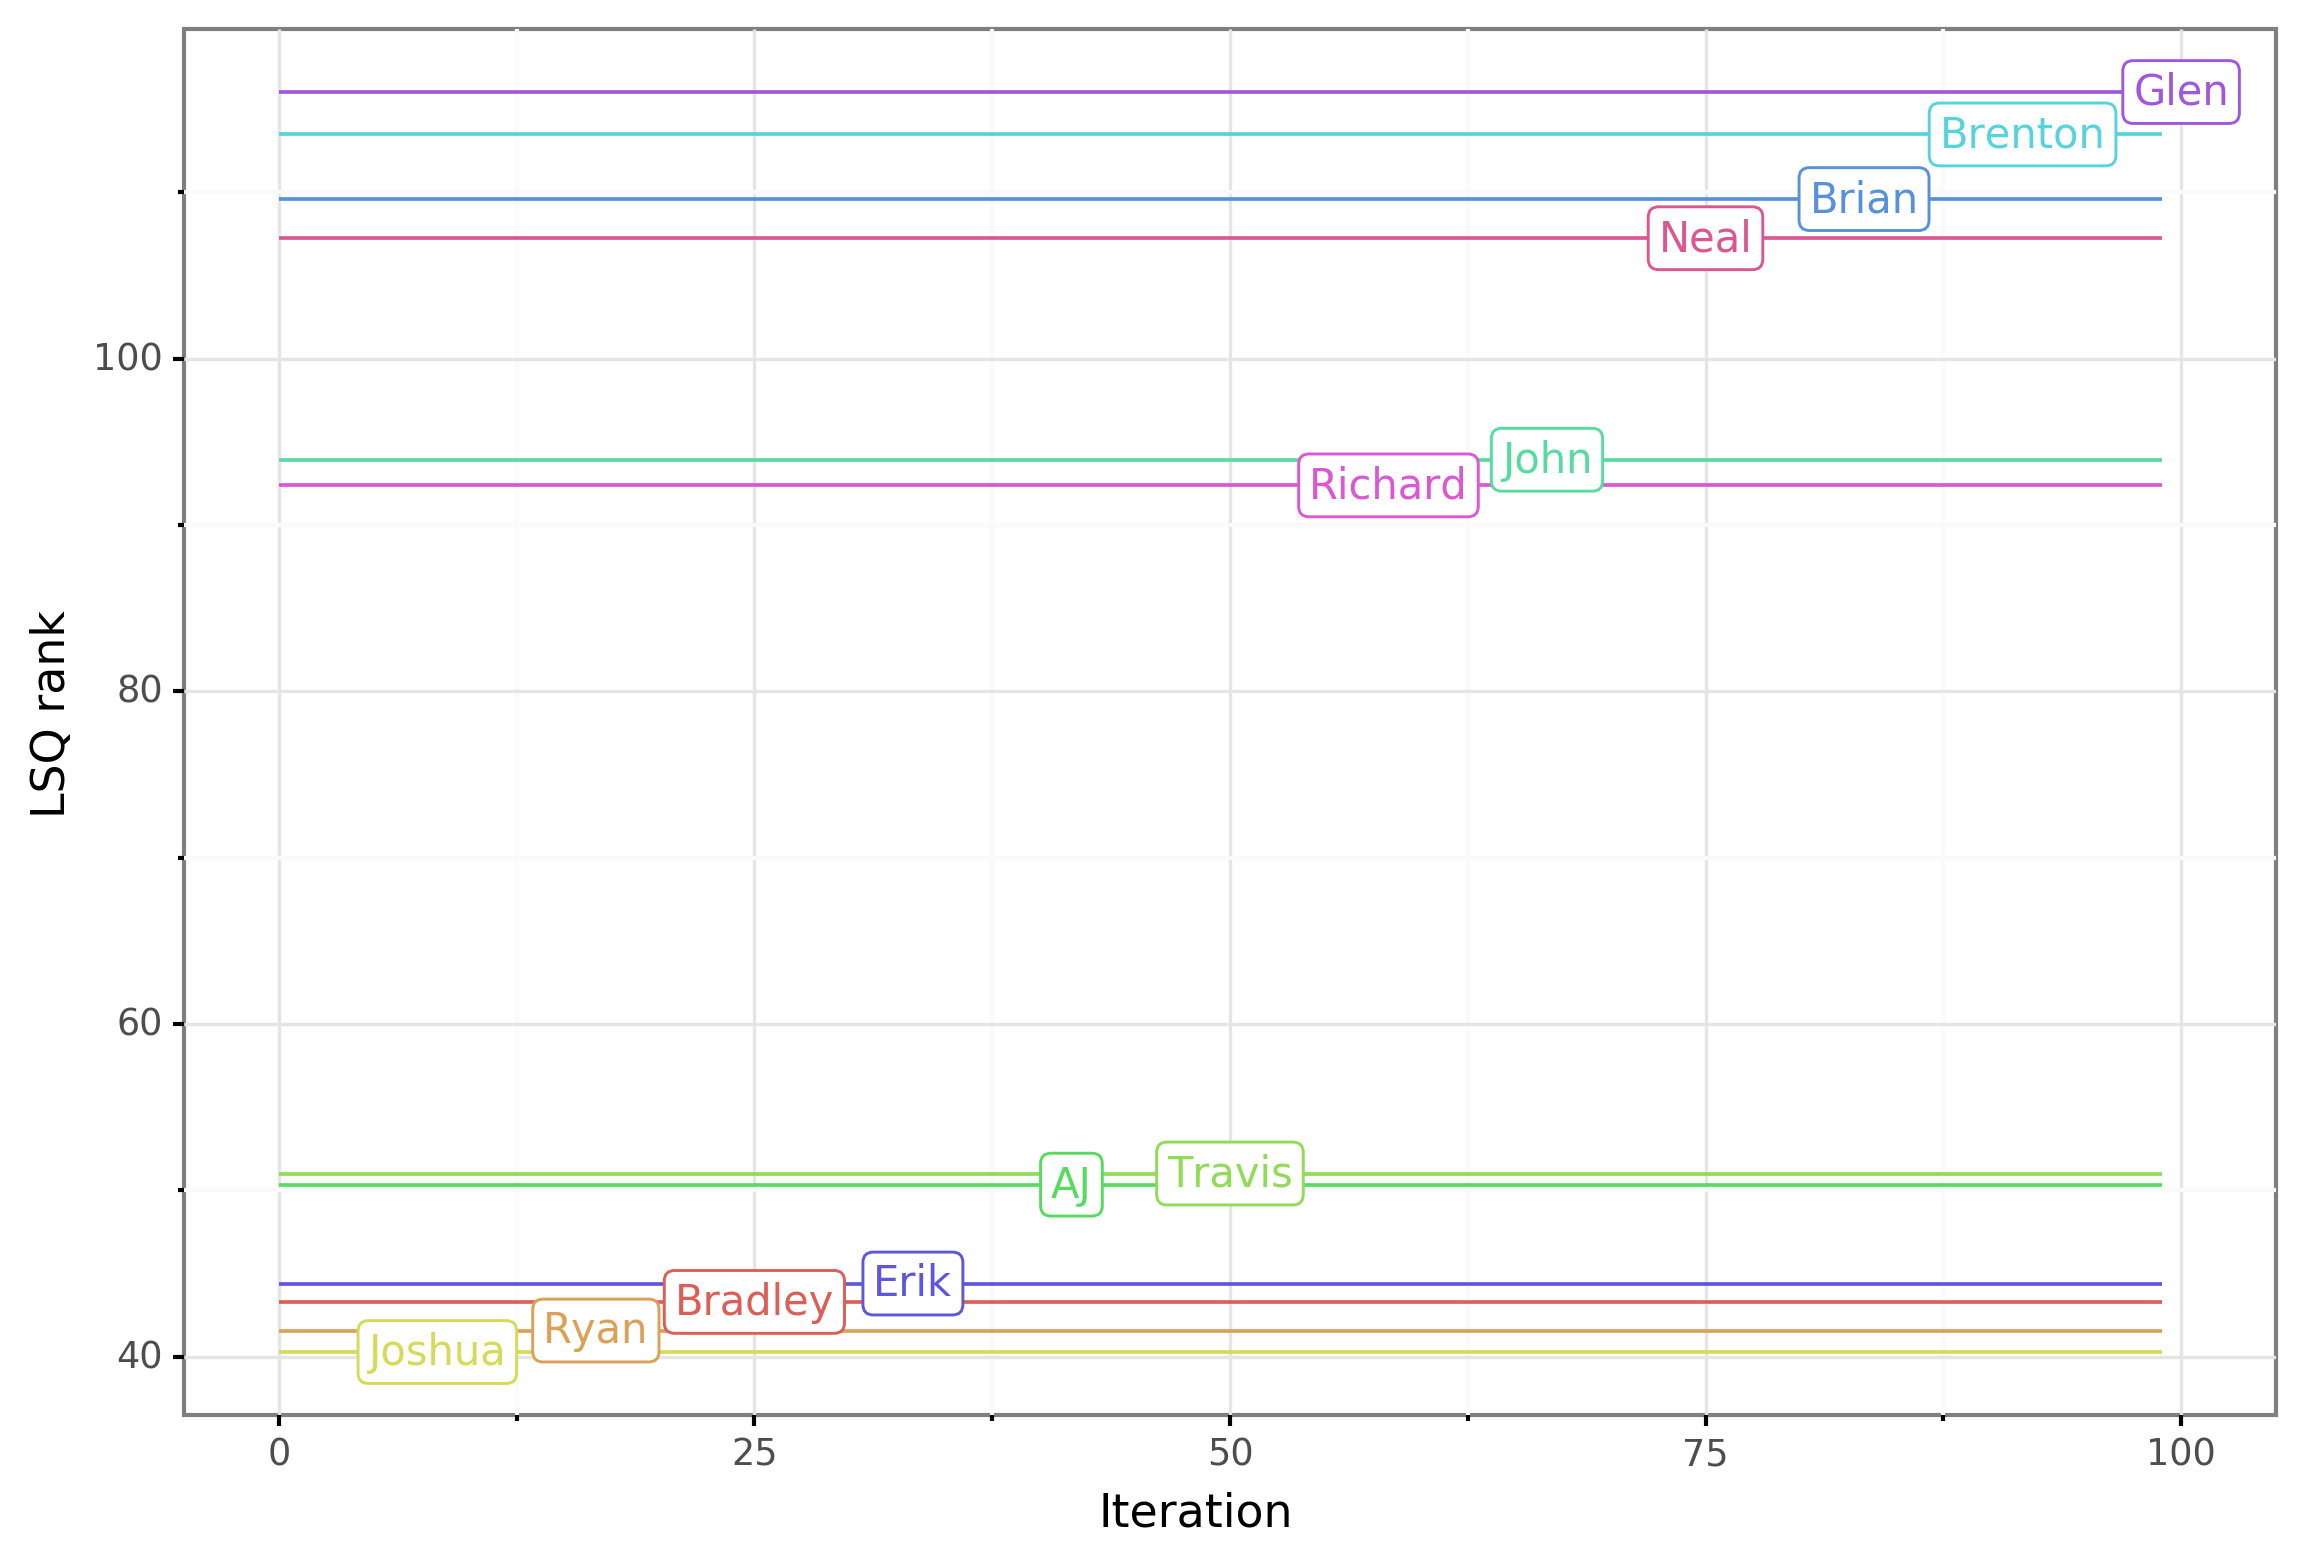 Glen
Brenton
Brian
Neal
100
John
Richard
80
LSQ rank
60
Travis
AJ
Erik
Bradley
Ryan
Joshua
40
0 25 50 75 100
Iteration